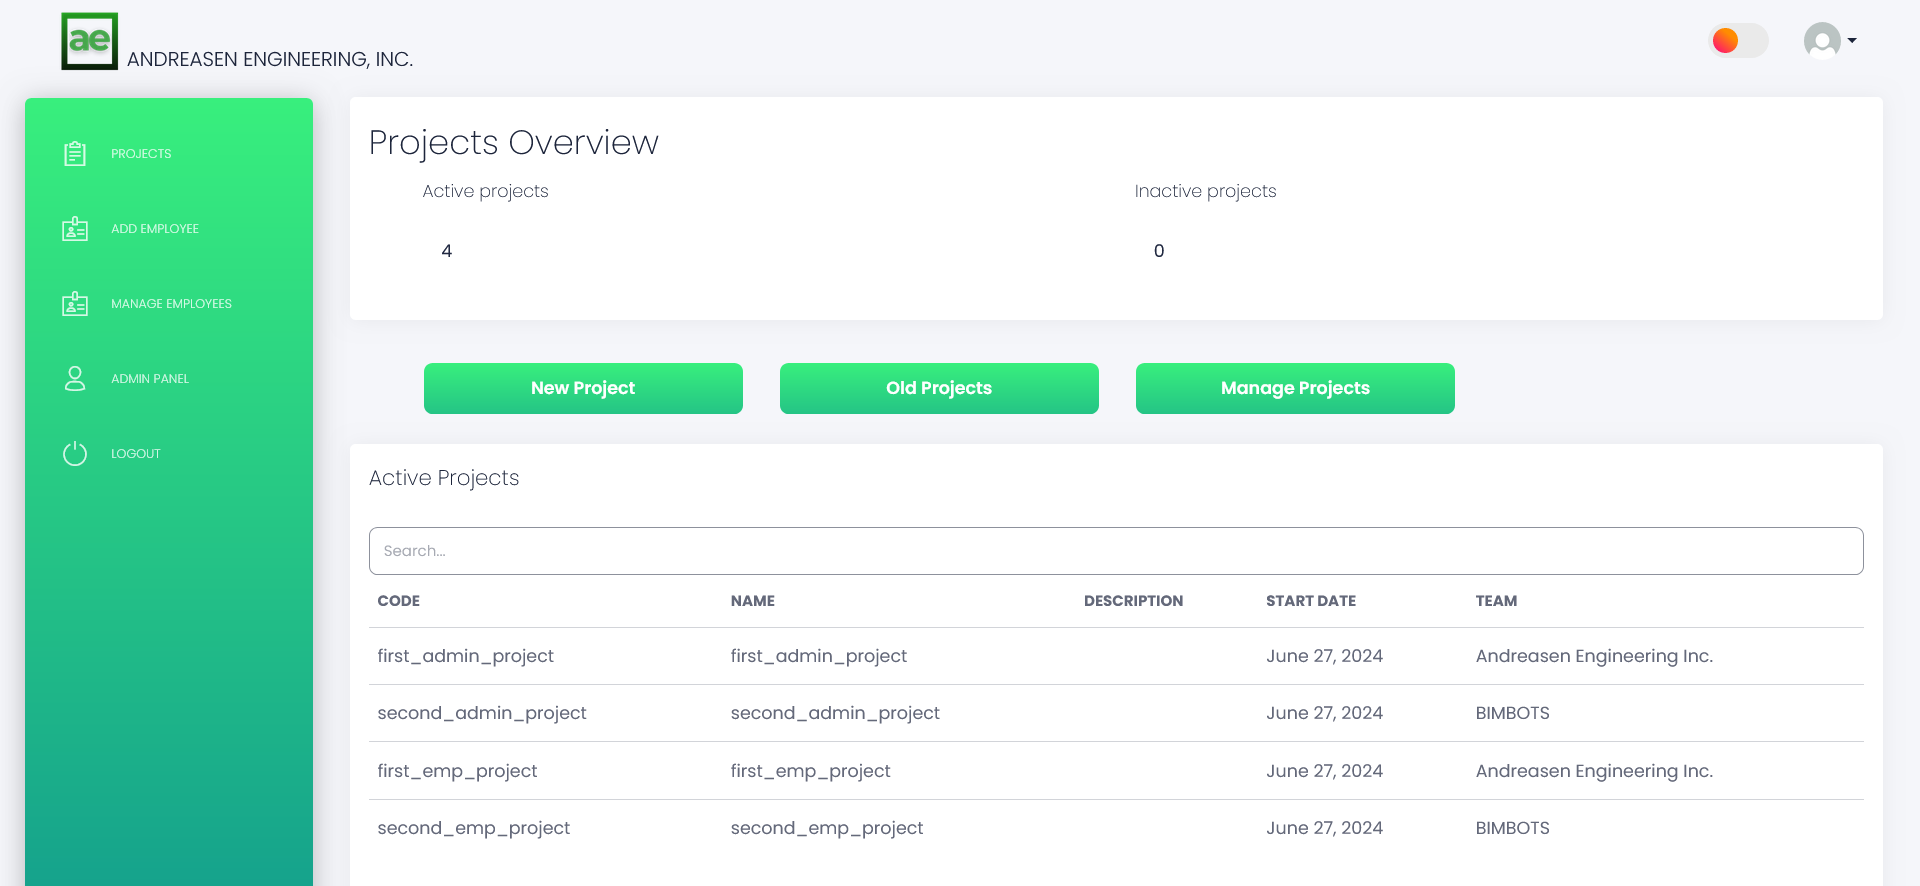 ae ANDREASEN ENGINEERING, INC.
PROJECTS
ADD EMPLOYEE
MANAGE EMPLOYEES
ADMIN PANEL
LOGOUT
Projects Overview
Active projects Inactive projects
4 0
New Project Old Projects Manage Projects
Active Projects
Search...
CODE NAME DESCRIPTION START DATE TEAM
first_admin_project first_admin_project June 27, 2024 Andreasen Engineering Inc.
second_admin_project second_admin_project June 27, 2024 BIMBOTS
first_emp_project first_emp_project June 27, 2024 Andreasen Engineering Inc.
second_emp_project second_emp_project June 27, 2024 BIMBOTS